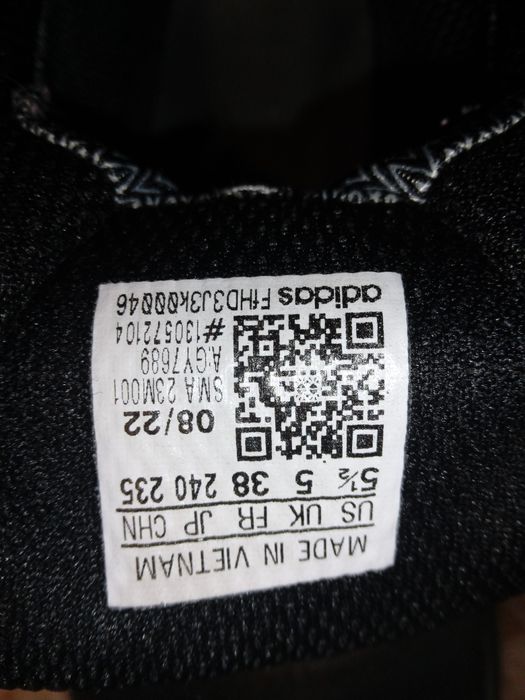 MADE IN VIETNAM
US UK FR JP CHN
5½ 5 38 240 235
08/22
SMA 23M001
A:GY7689
#130572104
adidas FfHD3J3k00046